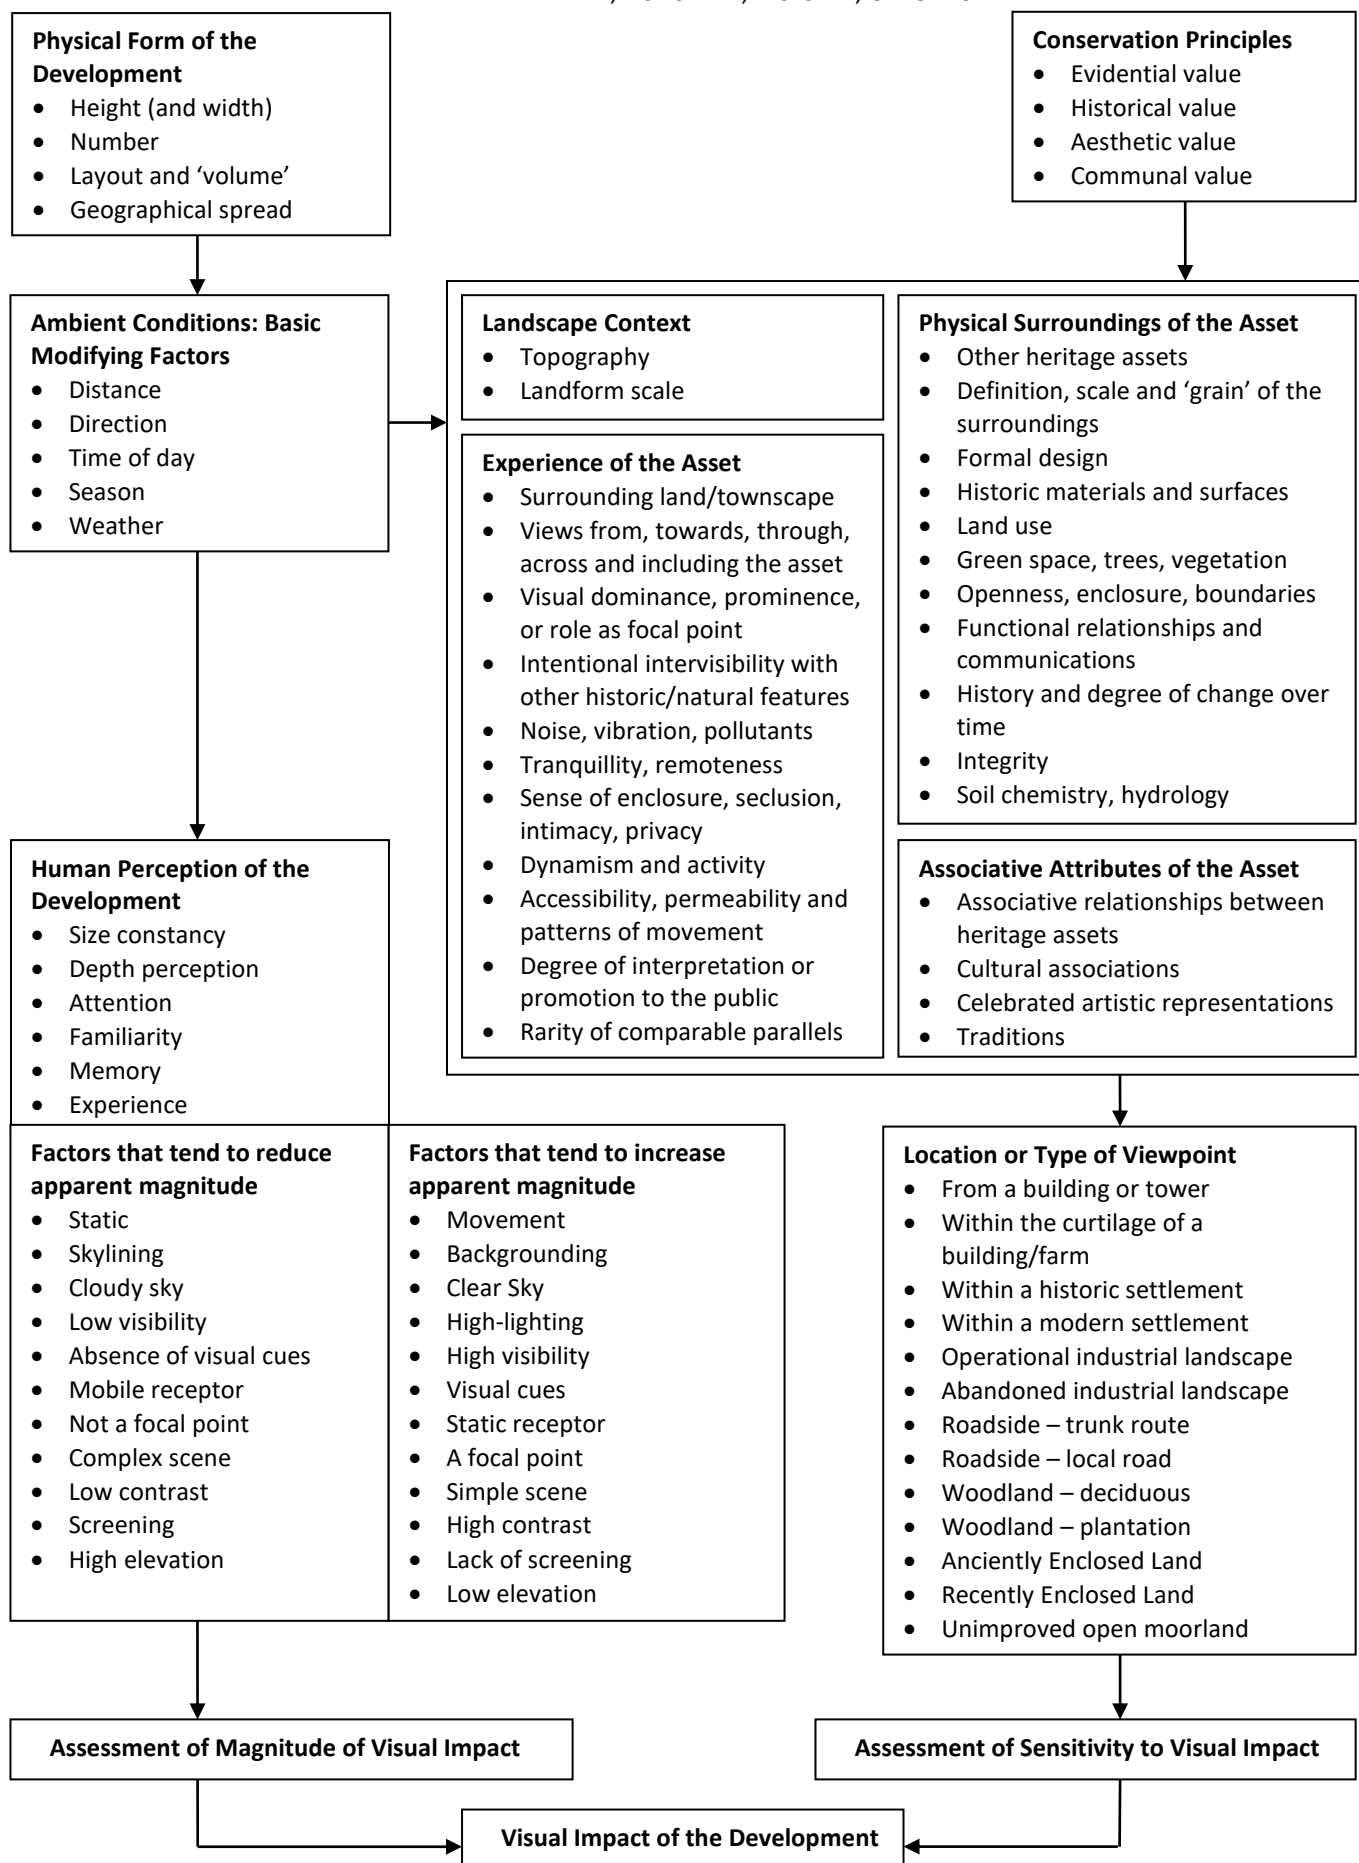 Physical Form of the
Development
• Height (and width)
• Number
• Layout and ‘volume’
• Geographical spread
Conservation Principles
• Evidential value
• Historical value
• Aesthetic value
• Communal value
Ambient Conditions: Basic
Modifying Factors
• Distance
• Direction
• Time of day
• Season
• Weather
Landscape Context
• Topography
• Landform scale
Experience of the Asset
• Surrounding land/townscape
• Views from, towards, through,
across and including the asset
• Visual dominance, prominence,
or role as focal point
• Intentional intervisibility with
other historic/natural features
• Noise, vibration, pollutants
• Tranquillity, remoteness
• Sense of enclosure, seclusion,
intimacy, privacy
• Dynamism and activity
• Accessibility, permeability and
patterns of movement
• Degree of interpretation or
promotion to the public
• Rarity of comparable parallels
Physical Surroundings of the Asset
• Other heritage assets
• Definition, scale and ‘grain’ of the
surroundings
• Formal design
• Historic materials and surfaces
• Land use
• Green space, trees, vegetation
• Openness, enclosure, boundaries
• Functional relationships and
communications
• History and degree of change over
time
• Integrity
• Soil chemistry, hydrology
Associative Attributes of the Asset
• Associative relationships between
heritage assets
• Cultural associations
• Celebrated artistic representations
• Traditions
Human Perception of the
Development
• Size constancy
• Depth perception
• Attention
• Familiarity
• Memory
• Experience
Factors that tend to reduce
apparent magnitude
• Static
• Skylining
• Cloudy sky
• Low visibility
• Absence of visual cues
• Mobile receptor
• Not a focal point
• Complex scene
• Low contrast
• Screening
• High elevation
Factors that tend to increase
apparent magnitude
• Movement
• Backgrounding
• Clear Sky
• High-lighting
• High visibility
• Visual cues
• Static receptor
• A focal point
• Simple scene
• High contrast
• Lack of screening
• Low elevation
Location or Type of Viewpoint
• From a building or tower
• Within the curtilage of a
building/farm
• Within a historic settlement
• Within a modern settlement
• Operational industrial landscape
• Abandoned industrial landscape
• Roadside – trunk route
• Roadside – local road
• Woodland – deciduous
• Woodland – plantation
• Anciently Enclosed Land
• Recently Enclosed Land
• Unimproved open moorland
Assessment of Magnitude of Visual Impact
Assessment of Sensitivity to Visual Impact
Visual Impact of the Development